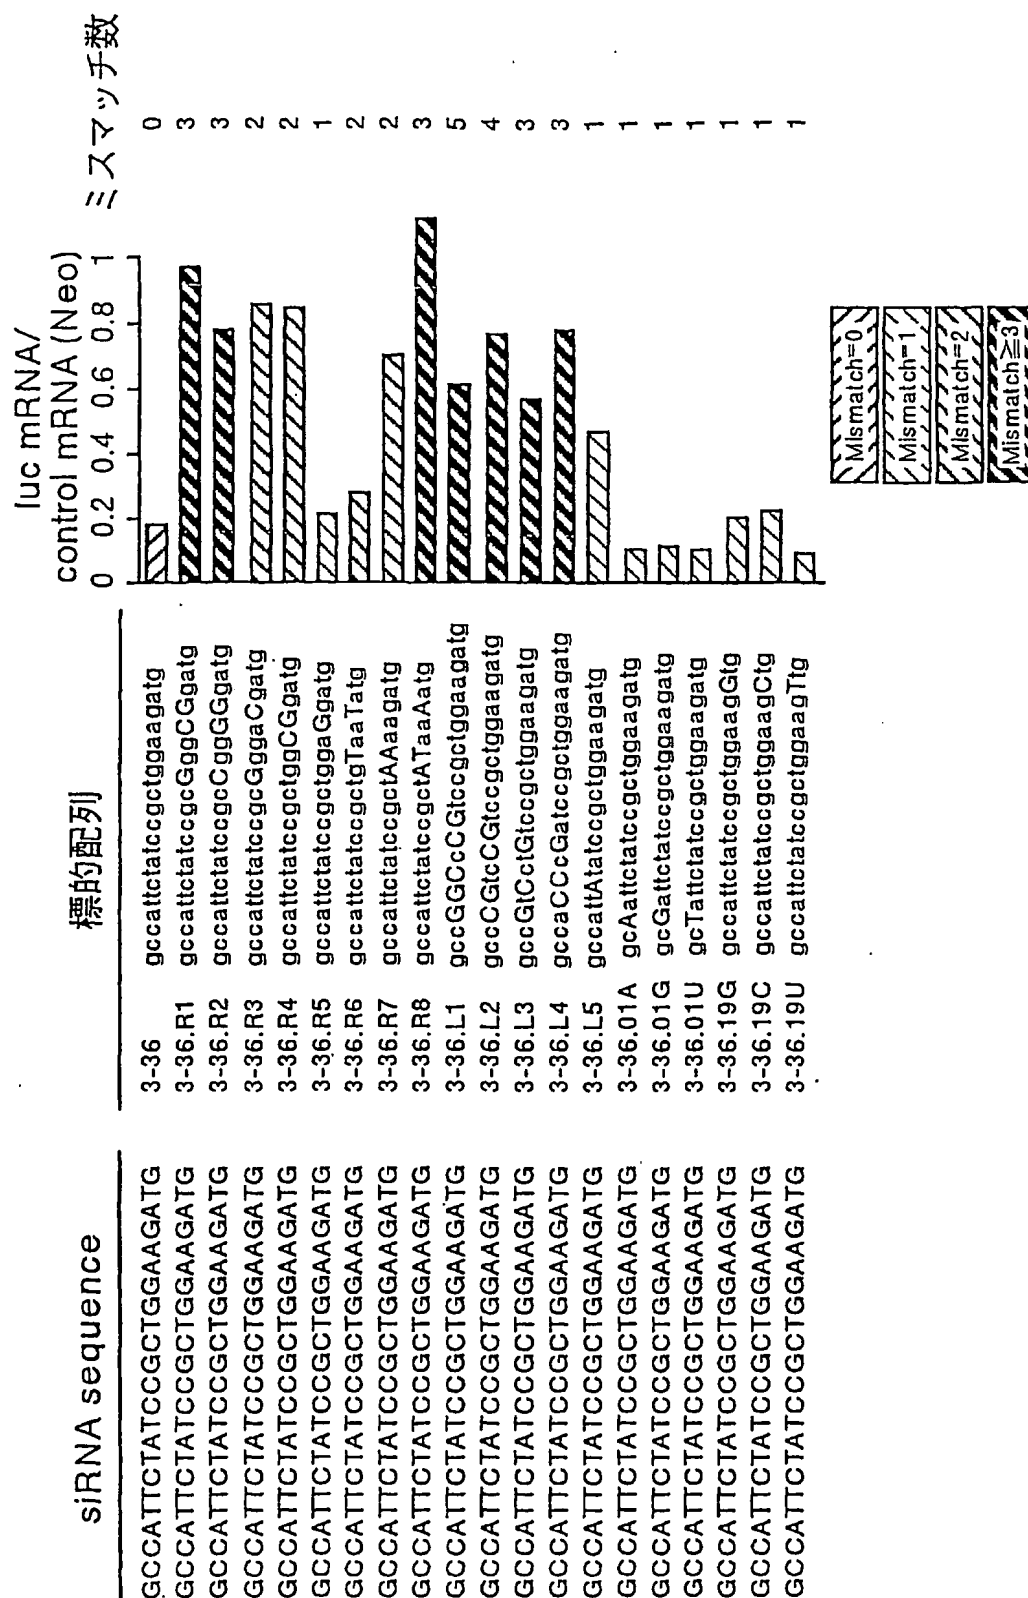 siRNA sequence 標的配列 luc mRNA/ control mRNA (Neo) ミスマッチ数
0 0.2 0.4 0.6 0.8 1
GCCATTCTATCCGCTGGAAGATG 3-36 gccattctatccgctggaagatg 0
GCCATTCTATCCGCTGGAAGATG 3-36.R1 gccattctatccgcGggCGgatg 3
GCCATTCTATCCGCTGGAAGATG 3-36.R2 gccattctatccgcCggGGgatg 3
GCCATTCTATCCGCTGGAAGATG 3-36.R3 gccattctatccgcGggaCgatg 2
GCCATTCTATCCGCTGGAAGATG 3-36.R4 gccattctatccgctggCGgatg 2
GCCATTCTATCCGCTGGAAGATG 3-36.R5 gccattctatccgctggaGgatg 1
GCCATTCTATCCGCTGGAAGATG 3-36.R6 gccattctatccgctgTaaTatg 2
GCCATTCTATCCGCTGGAAGATG 3-36.R7 gccattctatccgctAAaagatg 2
GCCATTCTATCCGCTGGAAGATG 3-36.R8 gccattctatccgctATaaAatg 3
GCCATTCTATCCGCTGGAAGATG 3-36.L1 gccGGCcCGtccgctggaagatg 5
GCCATTCTATCCGCTGGAAGATG 3-36.L2 gccCGtcCGtccgctggaagatg 4
GCCATTCTATCCGCTGGAAGATG 3-36.L3 gccGtCctGtccgctggaagatg 3
GCCATTCTATCCGCTGGAAGATG 3-36.L4 gccaCCcGatccgctggaagatg 3
GCCATTCTATCCGCTGGAAGATG 3-36.L5 gccattAtatccgctggaagatg 1
GCCATTCTATCCGCTGGAAGATG 3-36.01A gcAattctatccgctggaagatg 1
GCCATTCTATCCGCTGGAAGATG 3-36.01G gcGattctatccgctggaagatg 1
GCCATTCTATCCGCTGGAAGATG 3-36.01U gcTattctatccgctggaagatg 1
GCCATTCTATCCGCTGGAAGATG 3-36.19G gccattctatccgctggaagGtg 1
GCCATTCTATCCGCTGGAAGATG 3-36.19C gccattctatccgctggaagCtg 1
GCCATTCTATCCGCTGGAAGATG 3-36.19U gccattctatccgctggaagTtg 1
Mismatch=0
Mismatch=1
Mismatch=2
Mismatch≧3